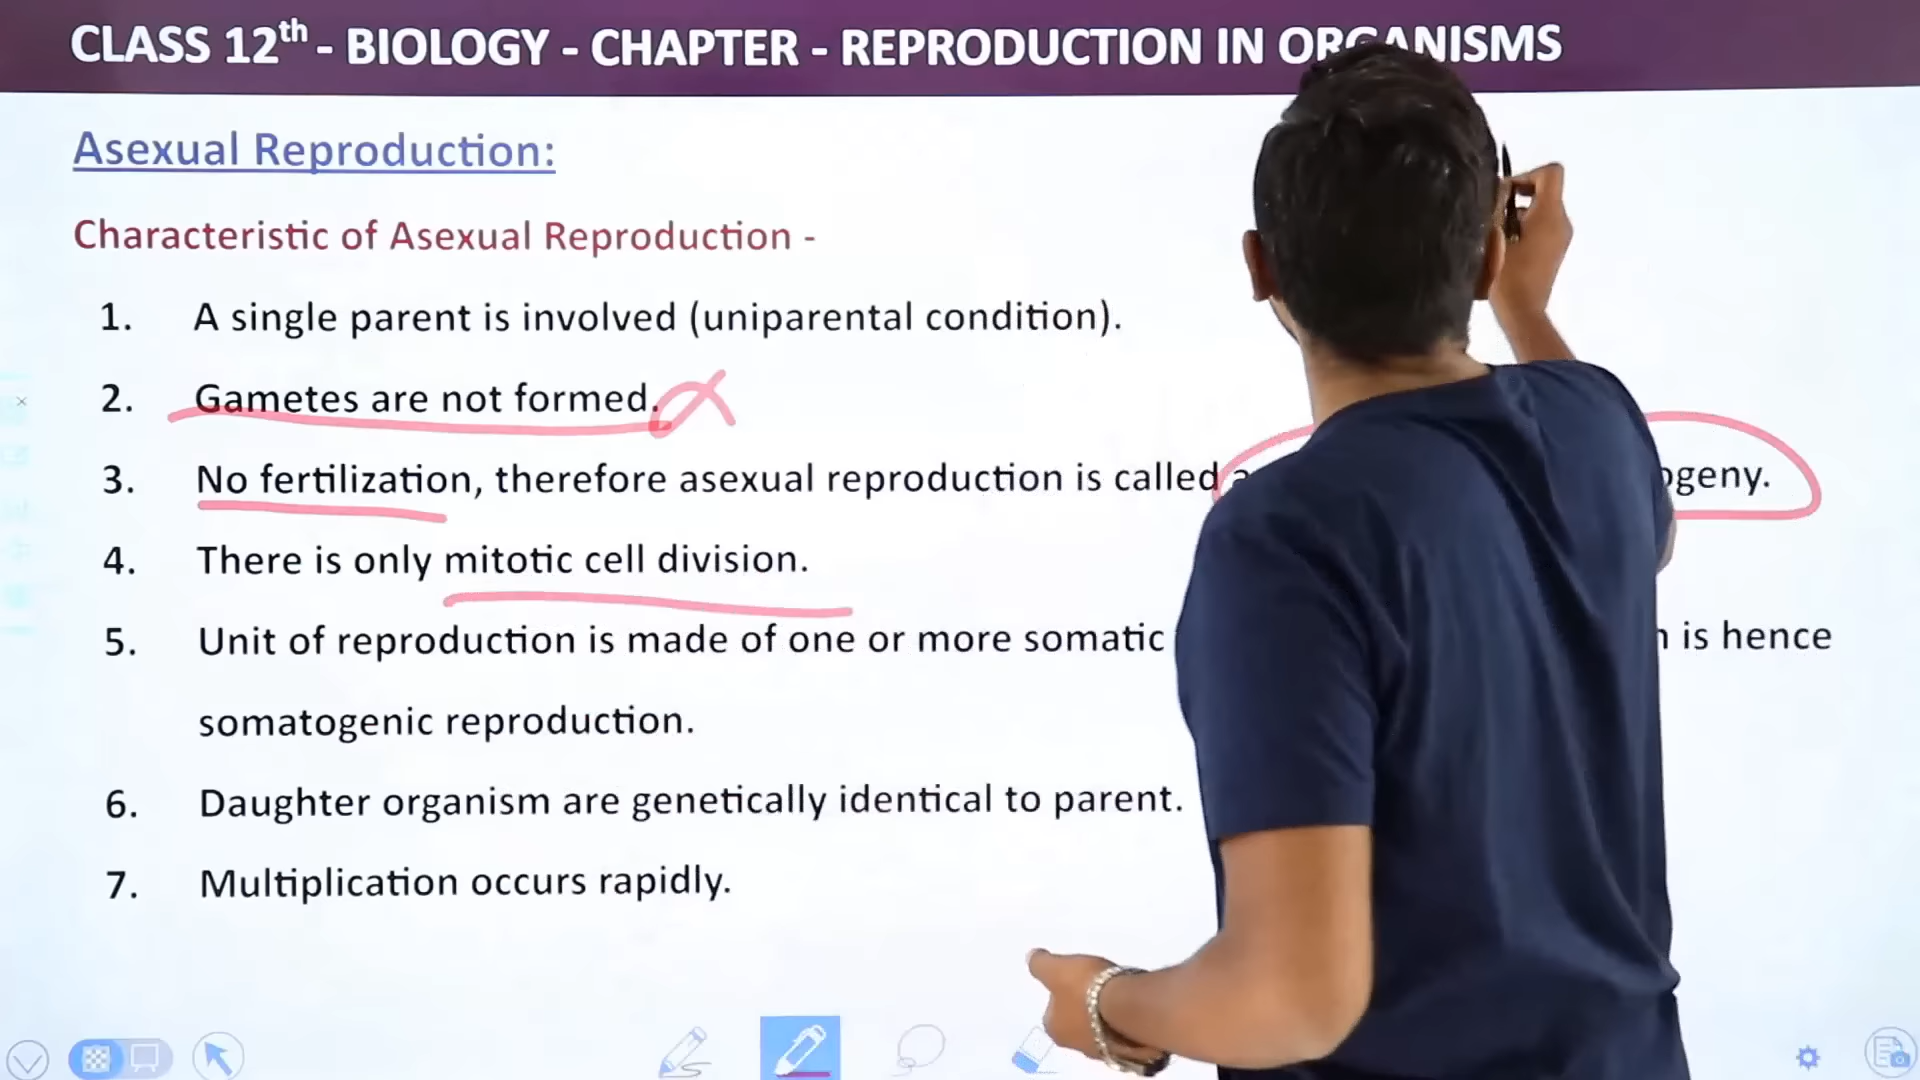 CLASS 12th - BIOLOGY - CHAPTER - REPRODUCTION IN ORGANISMS
Asexual Reproduction:
Characteristic of Asexual Reproduction -
1. A single parent is involved (uniparental condition).
2. Gametes are not formed.
3. No fertilization, therefore asexual reproduction is called
4. There is only mitotic cell division.
5. Unit of reproduction is made of one or more somatic is hence
somatogenic reproduction.
6. Daughter organism are genetically identical to parent.
7. Multiplication occurs rapidly.